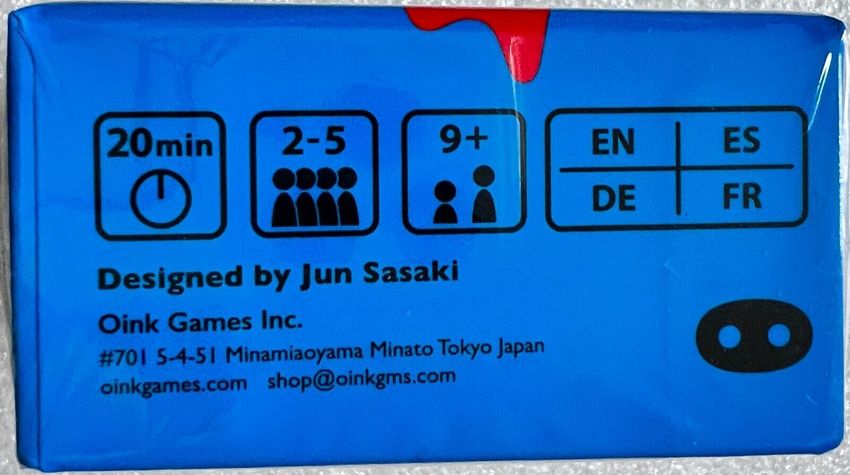 20min 2-5 9+ EN ES
DE FR
Designed by Jun Sasaki
Oink Games Inc.
#701 5-4-51 Minamiaoyama Minato Tokyo Japan
oinkgames.com shop@oinkgms.com